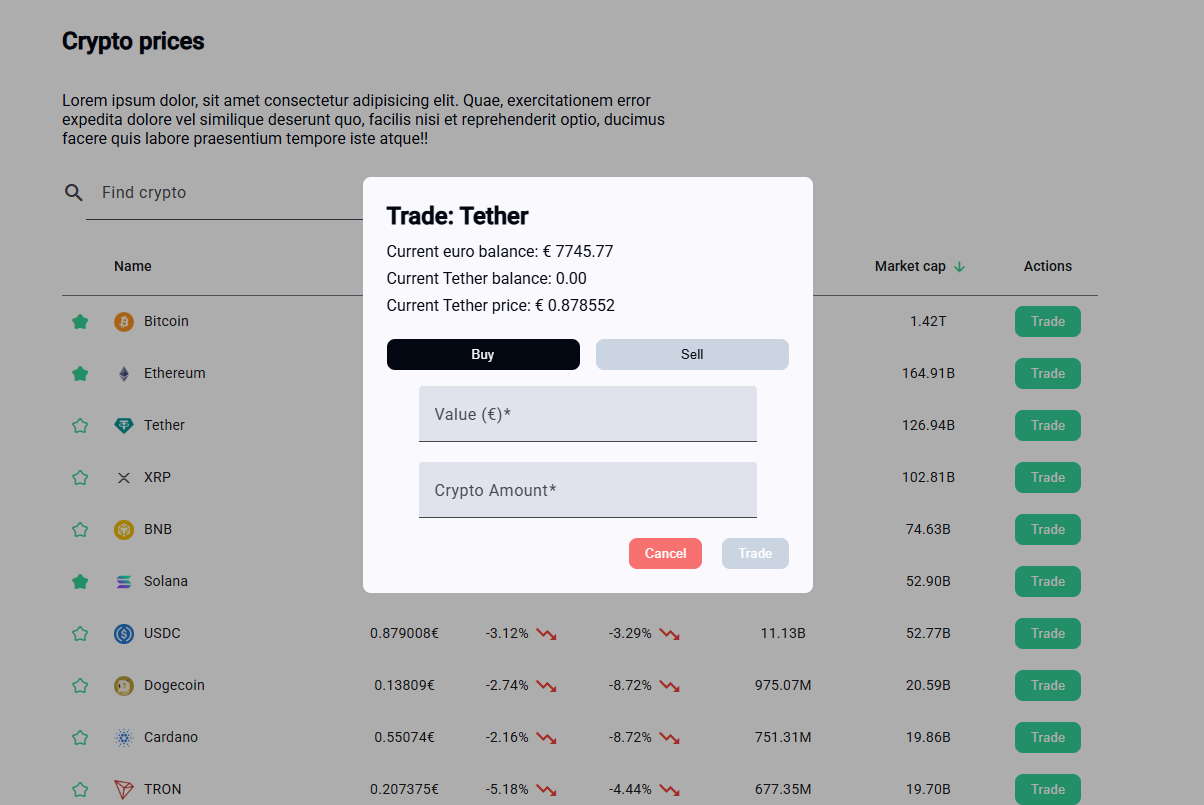 Crypto prices
Lorem ipsum dolor, sit amet consectetur adipisicing elit. Quae, exercitationem error
expedita dolore vel similique deserunt quo, facilis nisi et reprehenderit optio, ducimus
facere quis labore praesentium tempore iste atque!!
Find crypto
Trade: Tether
Current euro balance: € 7745.77
Current Tether balance: 0.00
Current Tether price: € 0.878552
Buy Sell
Value (€)*
Crypto Amount*
Cancel Trade
Name Market cap Actions
Bitcoin 1.42T Trade
Ethereum 164.91B Trade
Tether 126.94B Trade
XRP 102.81B Trade
BNB 74.63B Trade
Solana 52.90B Trade
USDC 0.879008€ -3.12% -3.29% 11.13B 52.77B Trade
Dogecoin 0.13809€ -2.74% -8.72% 975.07M 20.59B Trade
Cardano 0.55074€ -2.16% -8.72% 751.31M 19.86B Trade
TRON 0.207375€ -5.18% -4.44% 677.35M 19.70B Trade